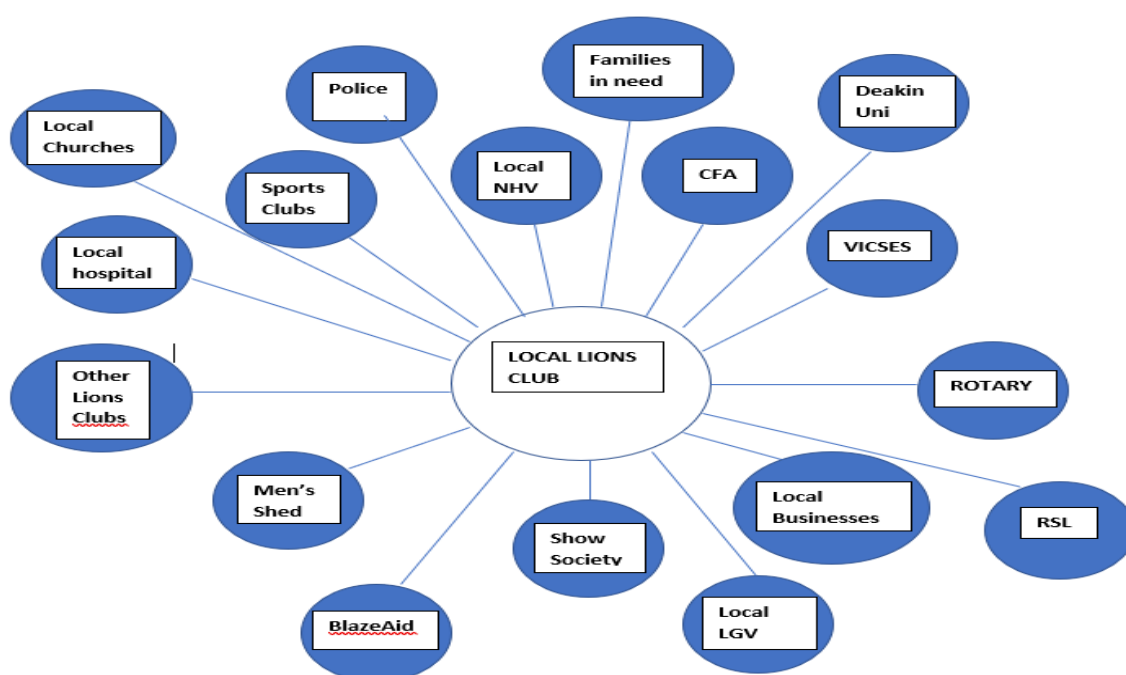 Families
in need
Police
Deakin
Uni
Local
Churches
Local
NHV
CFA
Sports
Clubs
VICSES
Local
hospital
LOCAL LIONS
CLUB
Other
Lions
Clubs
ROTARY
Men's
Shed
Local
Businesses
RSL
Show
Society
BlazeAid
Local
LGV